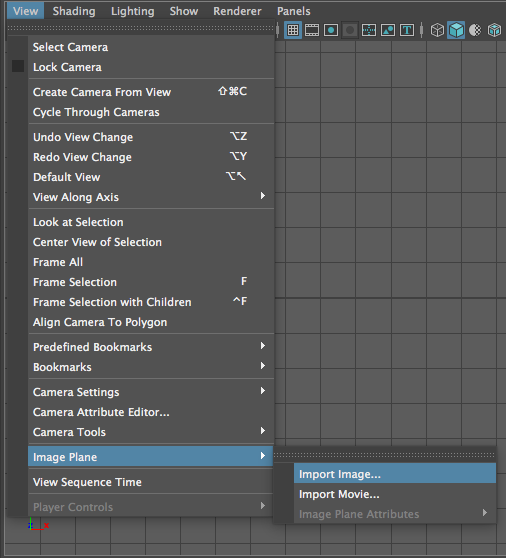 View Shading Lighting Show Renderer Panels
Select Camera
Lock Camera
Create Camera From View ⇧⌘C
Cycle Through Cameras
Undo View Change ⌥Z
Redo View Change ⌥Y
Default View ⌥↖
View Along Axis
Look at Selection
Center View of Selection
Frame All
Frame Selection F
Frame Selection with Children ^F
Align Camera To Polygon
Predefined Bookmarks
Bookmarks
Camera Settings
Camera Attribute Editor...
Camera Tools
Image Plane
Import Image...
View Sequence Time
Import Movie...
Player Controls
Image Plane Attributes